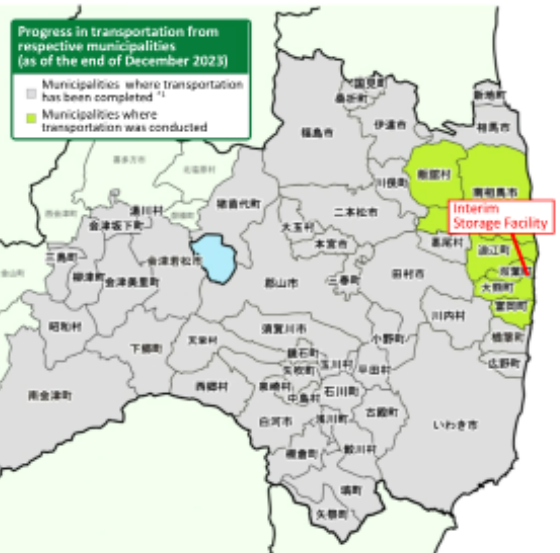 Progress in transportation from
respective municipalities
(as of the end of December 2023)
Municipalities where transportation
has been completed *1
Municipalities where
transportation was conducted
国見町
桑折町
新地町
伊達市
相馬市
福島市
喜多方市
北塩原村
川俣町
飯舘村
南相馬市
猪苗代町
二本松市
Interim
Storage Facility
湯川村
西会津町
磐梯町
会津坂下町
大玉村
本宮市
葛尾村
浪江町
三島町
会津若松市
双葉町
金山町
柳津町
会津美里町
郡山市
三春町
田村市
大熊町
富岡町
昭和村
川内村
須賀川市
天栄村
小野町
楢葉町
下郷町
鏡石町
矢吹町
玉川村
平田村
広野町
南会津町
西郷村
泉崎村
中島村
石川町
古殿町
白河市
浅川町
いわき市
棚倉町
鮫川村
塙町
矢祭町